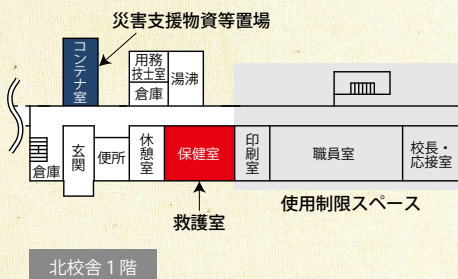 災害支援物資等置場
コンテナ室
用務
技士室
倉庫
湯沸
倉庫
玄関
便所
休憩室
保健室
印刷室
職員室
校長・
応接室
救護室
使用制限スペース
北校舎1階